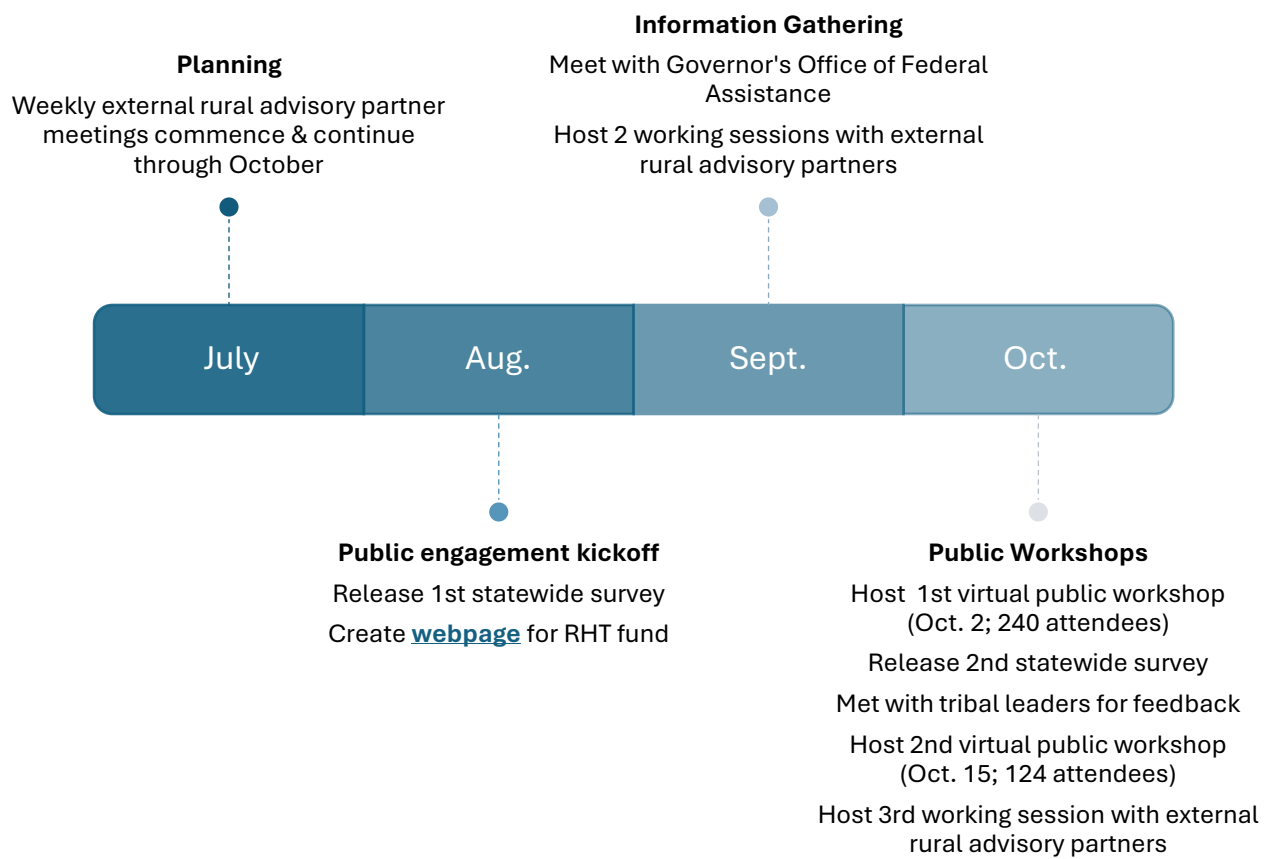 Information Gathering
Meet with Governor's Office of Federal
Assistance
Host 2 working sessions with external
rural advisory partners
Planning
Weekly external rural advisory partner
meetings commence & continue
through October
July
Aug.
Sept.
Oct.
Public engagement kickoff
Release 1st statewide survey
Create webpage for RHT fund
Public Workshops
Host  1st virtual public workshop
(Oct. 2; 240 attendees)
Release 2nd statewide survey
Met with tribal leaders for feedback
Host 2nd virtual public workshop
(Oct. 15; 124 attendees)
Host 3rd working session with external
rural advisory partners